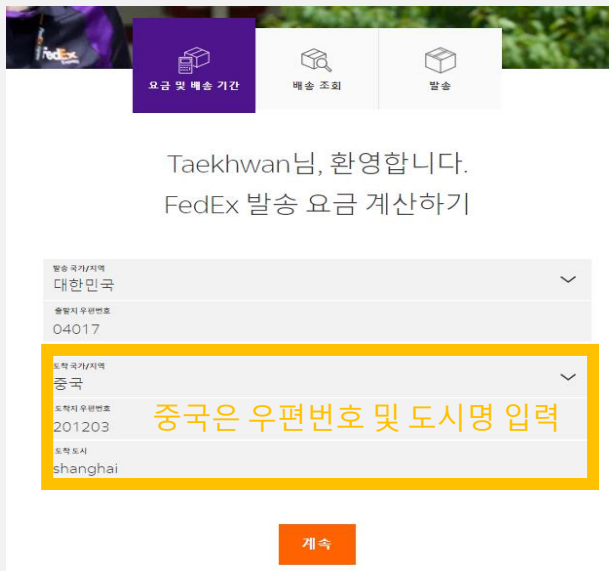 FedEx
요금 및 배송 기간
배송 조회
발송
Taekhwan님, 환영합니다.
FedEx 발송 요금 계산하기
발송 국가/지역
대한민국
출발지 우편번호
04017
도착 국가/지역
중국
도착지 우편번호
201203
중국은 우편번호 및 도시명 입력
도착 도시
shanghai
계속